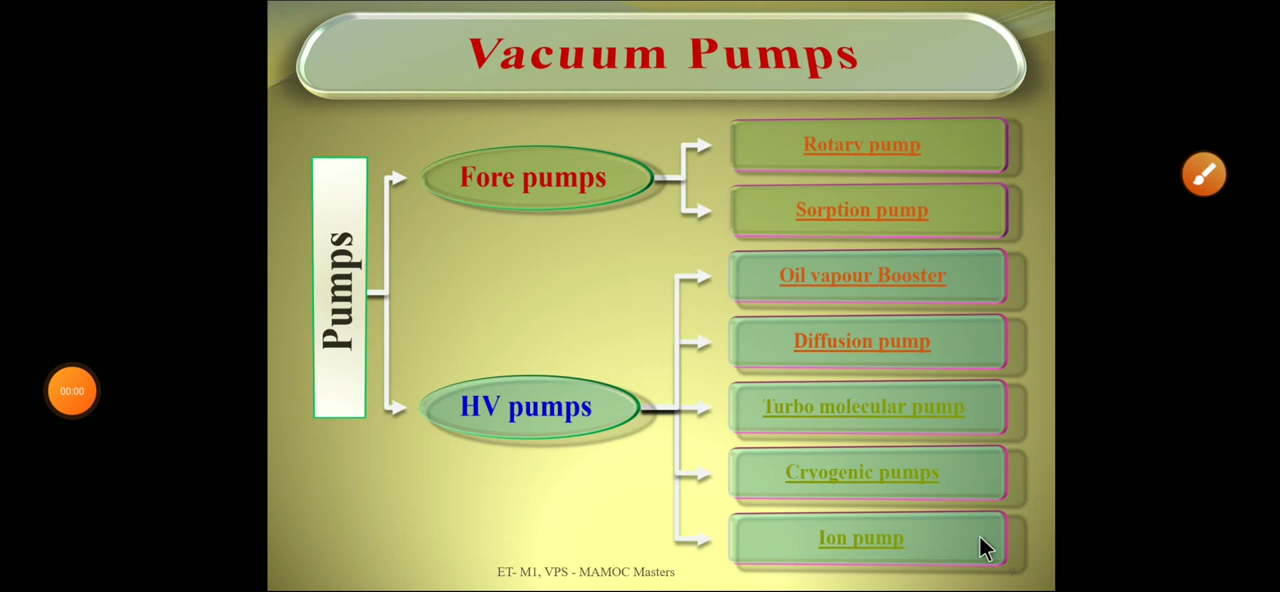 Vacuum Pumps
Pumps
Fore pumps
Rotary pump
Sorption pump
HV pumps
Oil vapour Booster
Diffusion pump
Turbo molecular pump
Cryogenic pumps
Ion pump
00:00
ET- M1, VPS - MAMOC Masters